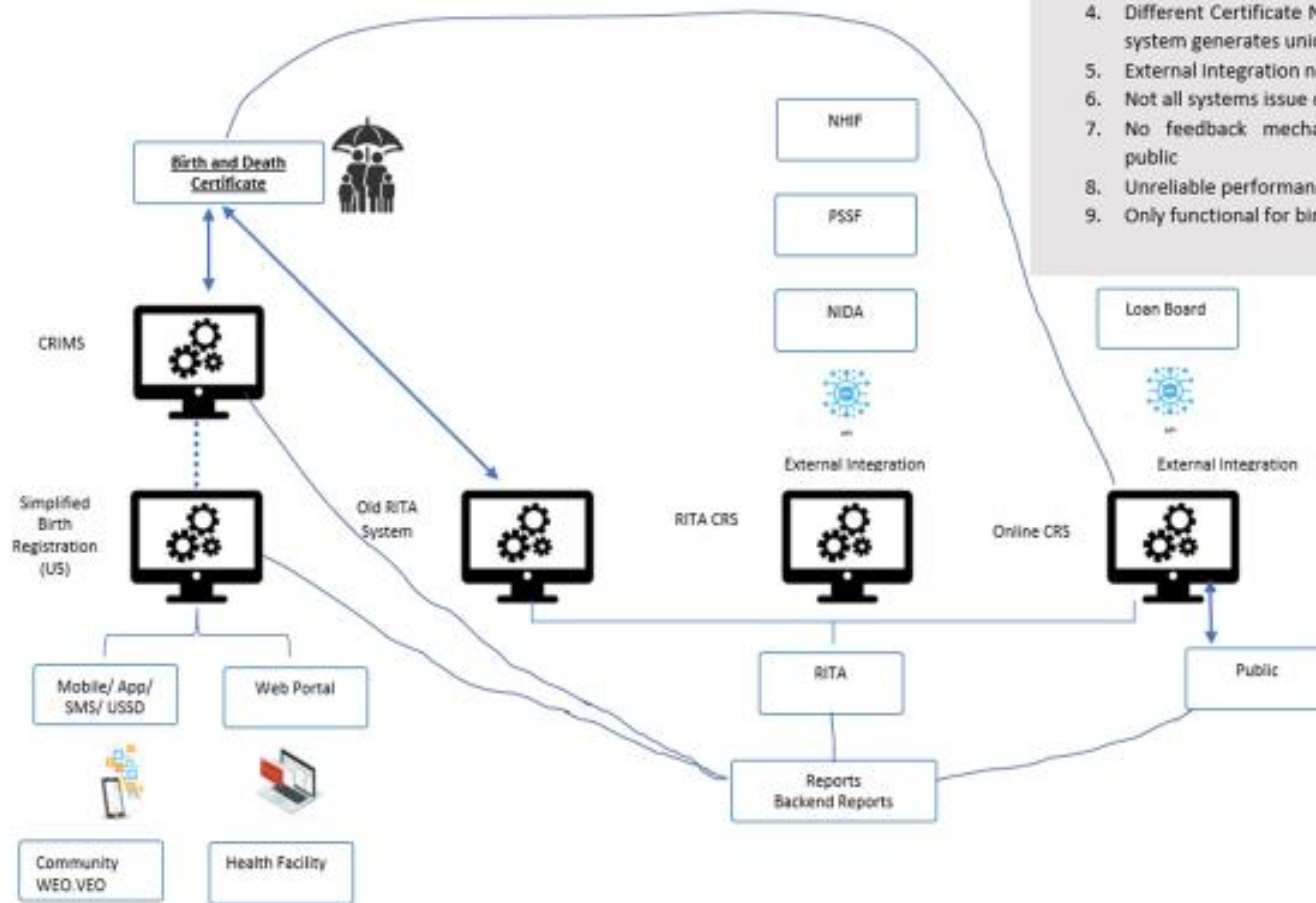 4. Different Certificate N
system generates uni
5. External Integration n
6. Not all systems issue
7. No feedback mecha
public
8. Unreliable performan
9. Only functional for bi
Birth and Death
Certificate
NHIF
PSSF
NIDA
Loan Board
CRIMS
External Integration
External Integration
Simplified
Birth
Registration
(U5)
Old RITA
System
RITA CRS
Online CRS
Mobile/ App/
SMS/ USSD
Web Portal
RITA
Public
Reports
Backend Reports
Community
WEO.VEO
Health Facility